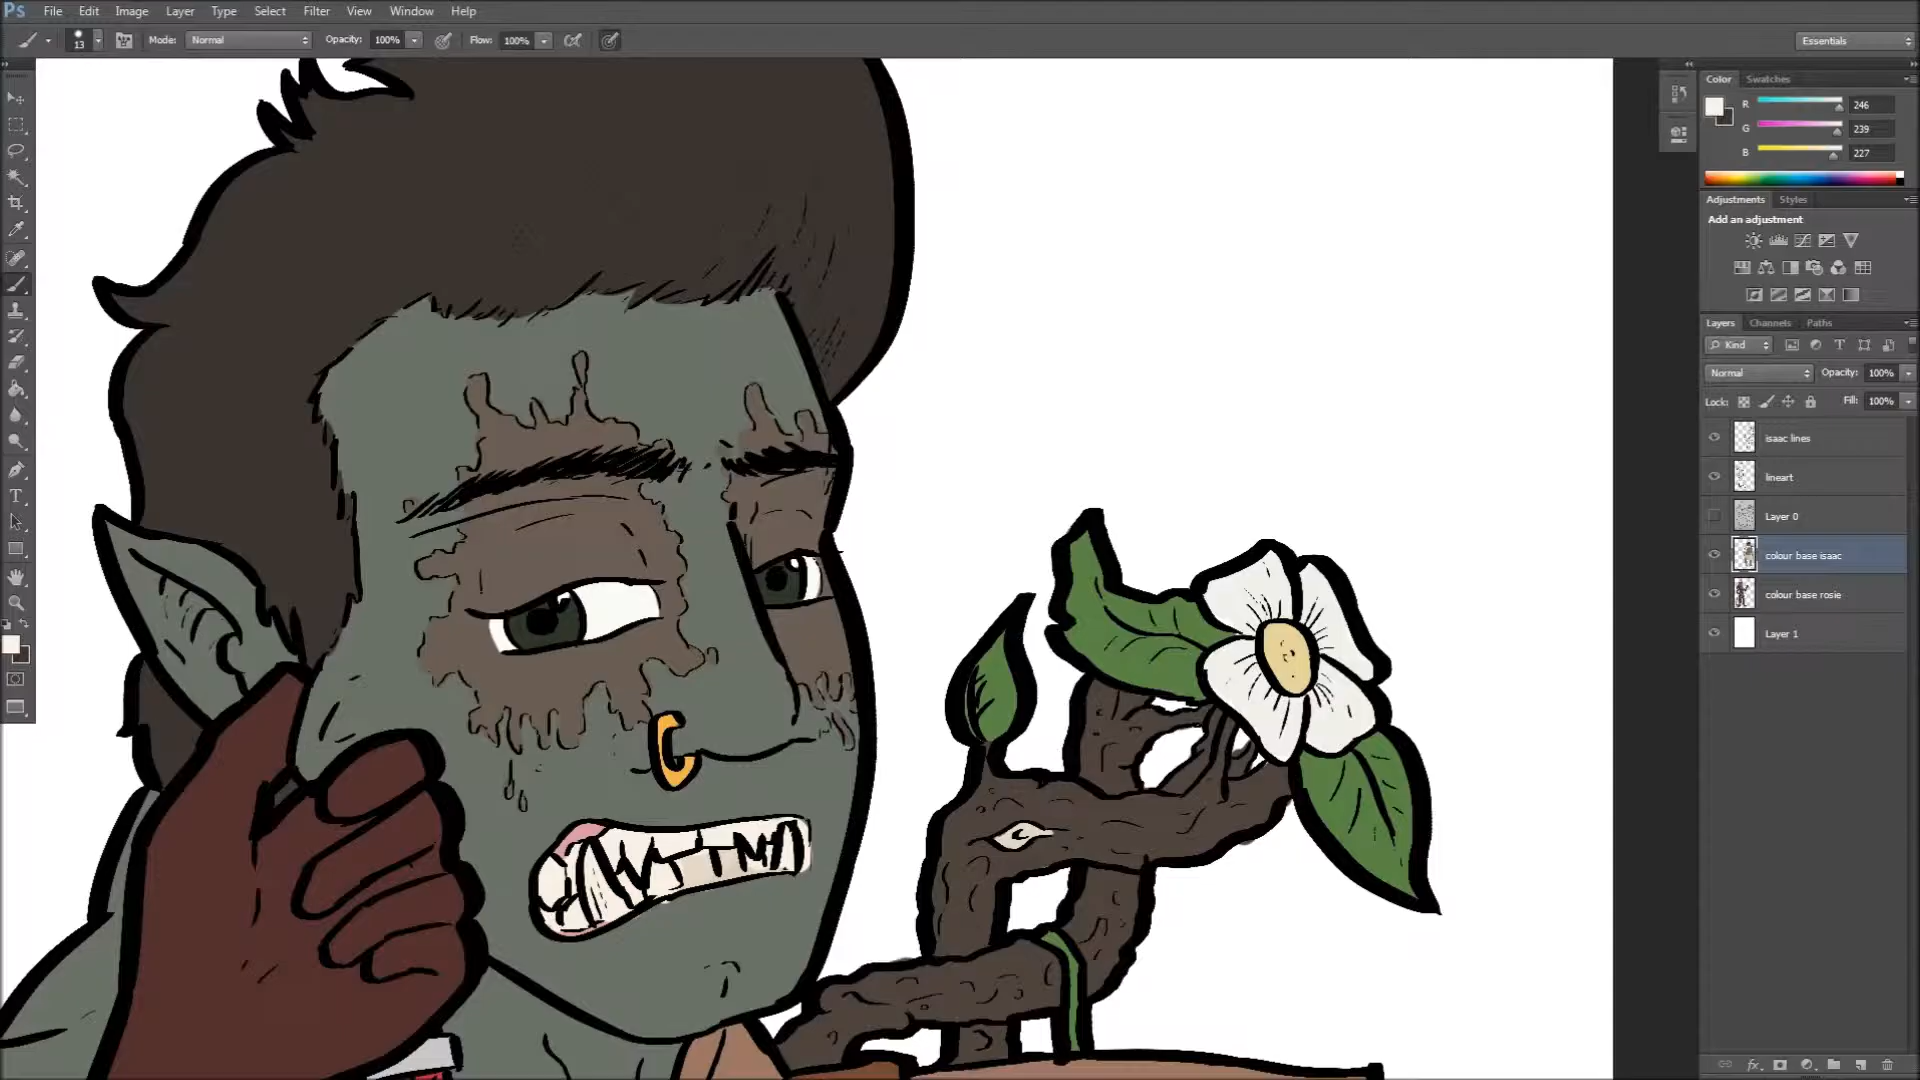 Ps File Edit Image Layer Type Select Filter View Window Help
13 Mode: Normal Opacity: 100% Flow: 100% Essentials
Color Swatches
R 246
G 239
B 227
Adjustments Styles
Add an adjustment
Layers Channels Paths
Kind
Normal Opacity: 100%
Lock: Fill: 100%
isaac lines
lineart
Layer 0
colour base isaac
colour base rosie
Layer 1